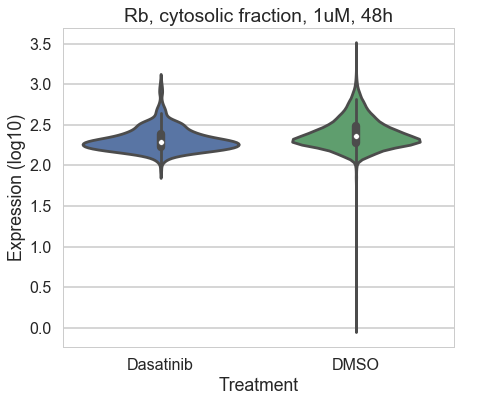 Rb, cytosolic fraction, 1uM, 48h
Expression (log10)
3.5
3.0
2.5
2.0
1.5
1.0
0.5
0.0
Dasatinib
DMSO
Treatment